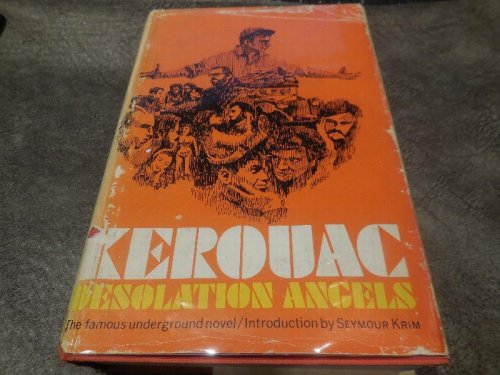 KEROUAC
DESOLATION ANGELS
The famous underground novel/Introduction by SEYMOUR KRIM